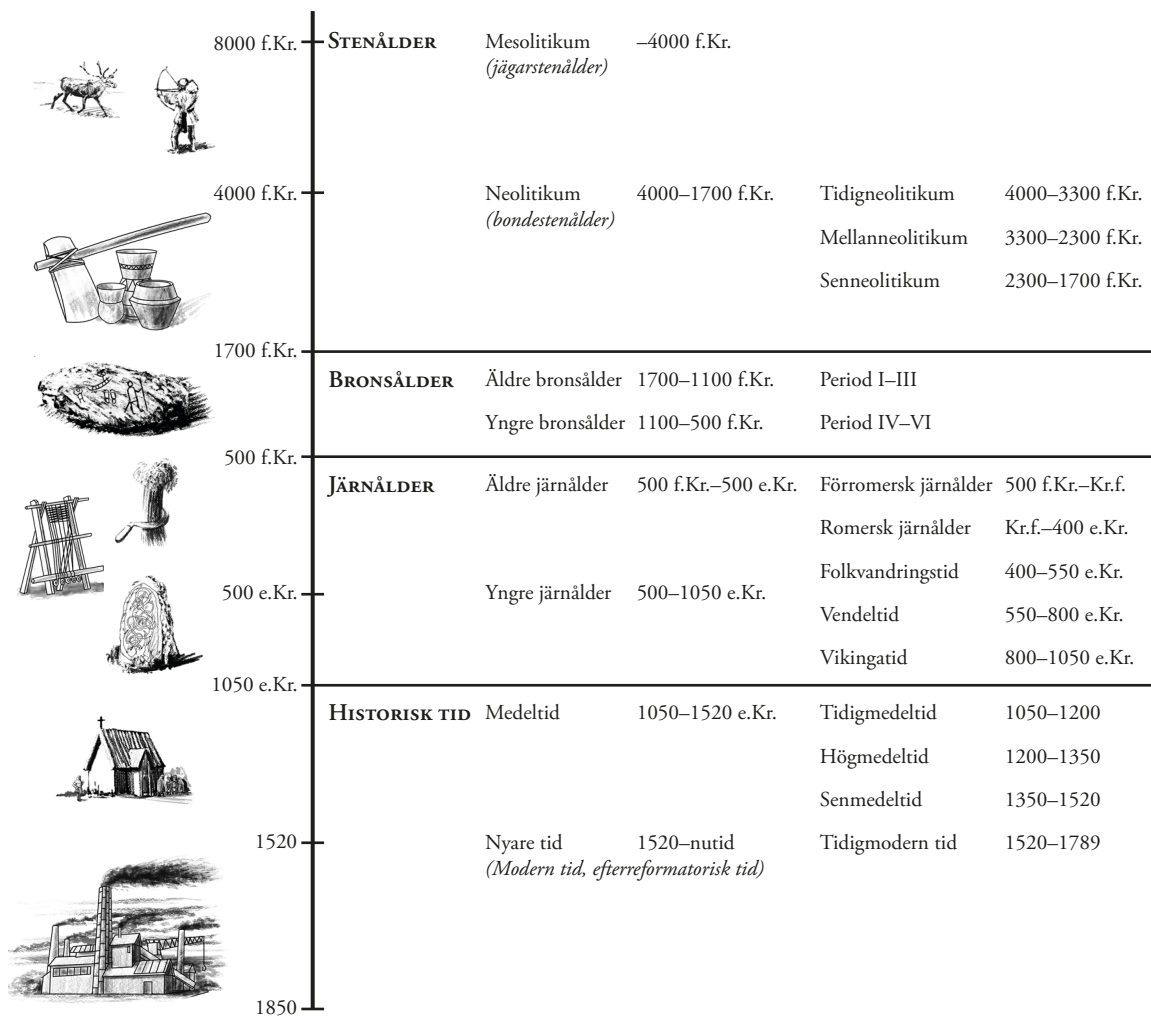 8000 f.Kr. STENÅLDER Mesolitikum –4000 f.Kr.
(jägarstenålder)
4000 f.Kr. Neolitikum 4000–1700 f.Kr. Tidigneolitikum 4000–3300 f.Kr.
(bondestenålder)
Mellanneolitikum 3300–2300 f.Kr.
Senneolitikum 2300–1700 f.Kr.
1700 f.Kr.
BRONSÅLDER Äldre bronsålder 1700–1100 f.Kr. Period I–III
Yngre bronsålder 1100–500 f.Kr. Period IV–VI
500 f.Kr.
JÄRNÅLDER Äldre järnålder 500 f.Kr.–500 e.Kr. Förromersk järnålder 500 f.Kr.–Kr.f.
Romersk järnålder Kr.f.–400 e.Kr.
Folkvandringstid 400–550 e.Kr.
500 e.Kr. Yngre järnålder 500–1050 e.Kr.
Vendeltid 550–800 e.Kr.
Vikingatid 800–1050 e.Kr.
1050 e.Kr.
HISTORISK TID Medeltid 1050–1520 e.Kr. Tidigmedeltid 1050–1200
Högmedeltid 1200–1350
Senmedeltid 1350–1520
1520 Nyare tid 1520–nutid Tidigmodern tid 1520–1789
(Modern tid, efterreformatorisk tid)
1850